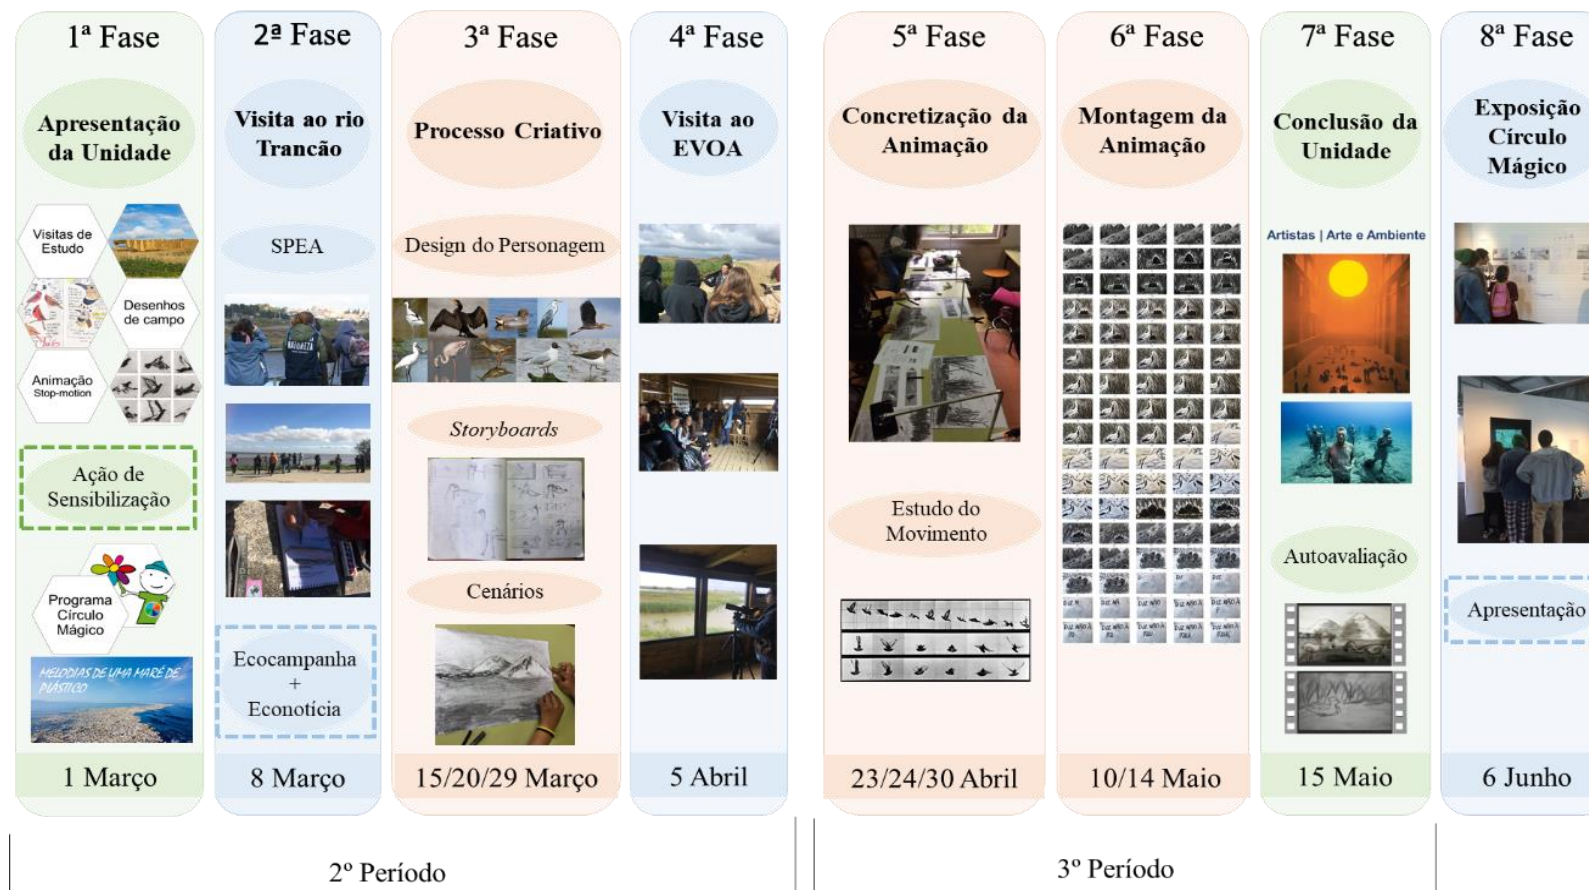 1ª Fase
Apresentação
da Unidade
Visitas de
Estudo
Desenhos
de campo
Animação
Stop-motion
Ação de
Sensibilização
Programa
Círculo
Mágico
MELODIAS DE UMA MARÉ DE
PLÁSTICO
1 Março
2ª Fase
Visita ao rio
Trancão
SPEA
Ecocampanha
+
Econotícia
8 Março
3ª Fase
Processo Criativo
Design do Personagem
Storyboards
Cenários
15/20/29 Março
4ª Fase
Visita ao
EVOA
5 Abril
5ª Fase
Concretização da
Animação
Estudo do
Movimento
23/24/30 Abril
6ª Fase
Montagem da
Animação
10/14 Maio
7ª Fase
Conclusão da
Unidade
Artistas | Arte e Ambiente
Autoavaliação
15 Maio
8ª Fase
Exposição
Círculo
Mágico
Apresentação
6 Junho
2º Período
3º Período